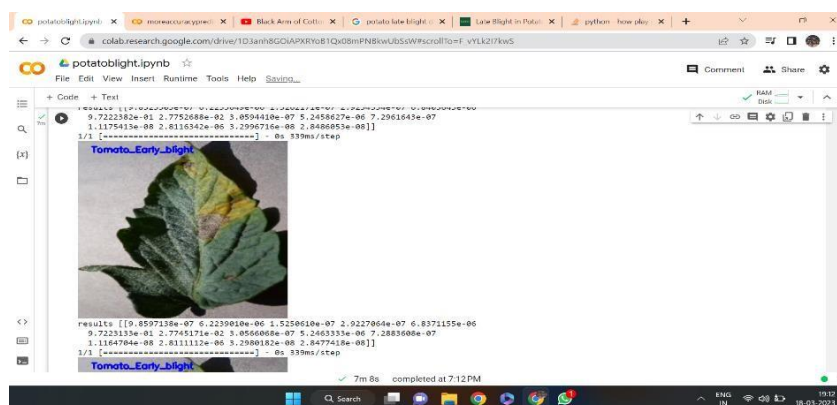 potatoblight.ipynb
moreaccuracypredi
Black Arm of Cotto
potato late blight
Late Blight in Potat
python - how play
colab.research.google.com/drive/1O3anh8GOiAPXRYoB1Qx08mPNBkwUbSsW#scrollTo=F_vYLk2I7kwS
potatoblight.ipynb
File Edit View Insert Runtime Tools Help Saving...
Comment Share
+ Code + Text
RAM
Disk
9.7222382e-01 2.7752688e-02 3.0594410e-07 5.2458627e-06 7.2961643e-07
1.1175413e-08 2.8116342e-06 3.2996716e-08 2.8486053e-08]]
1/1 [==============================] - 0s 339ms/step
Tomato_Early_blight
results [[9.8597138e-07 6.2239010e-06 1.5250610e-07 2.9227064e-07 6.8371155e-06
9.7223133e-01 2.7745171e-02 3.0566068e-07 5.2463333e-06 7.2883608e-07
1.1164704e-08 2.8111112e-06 3.2980182e-08 2.8477418e-08]]
1/1 [==============================] - 0s 339ms/step
Tomato_Early_blight
7m 8s completed at 7:12 PM
Search
ENG
IN
19:12
18-03-2023